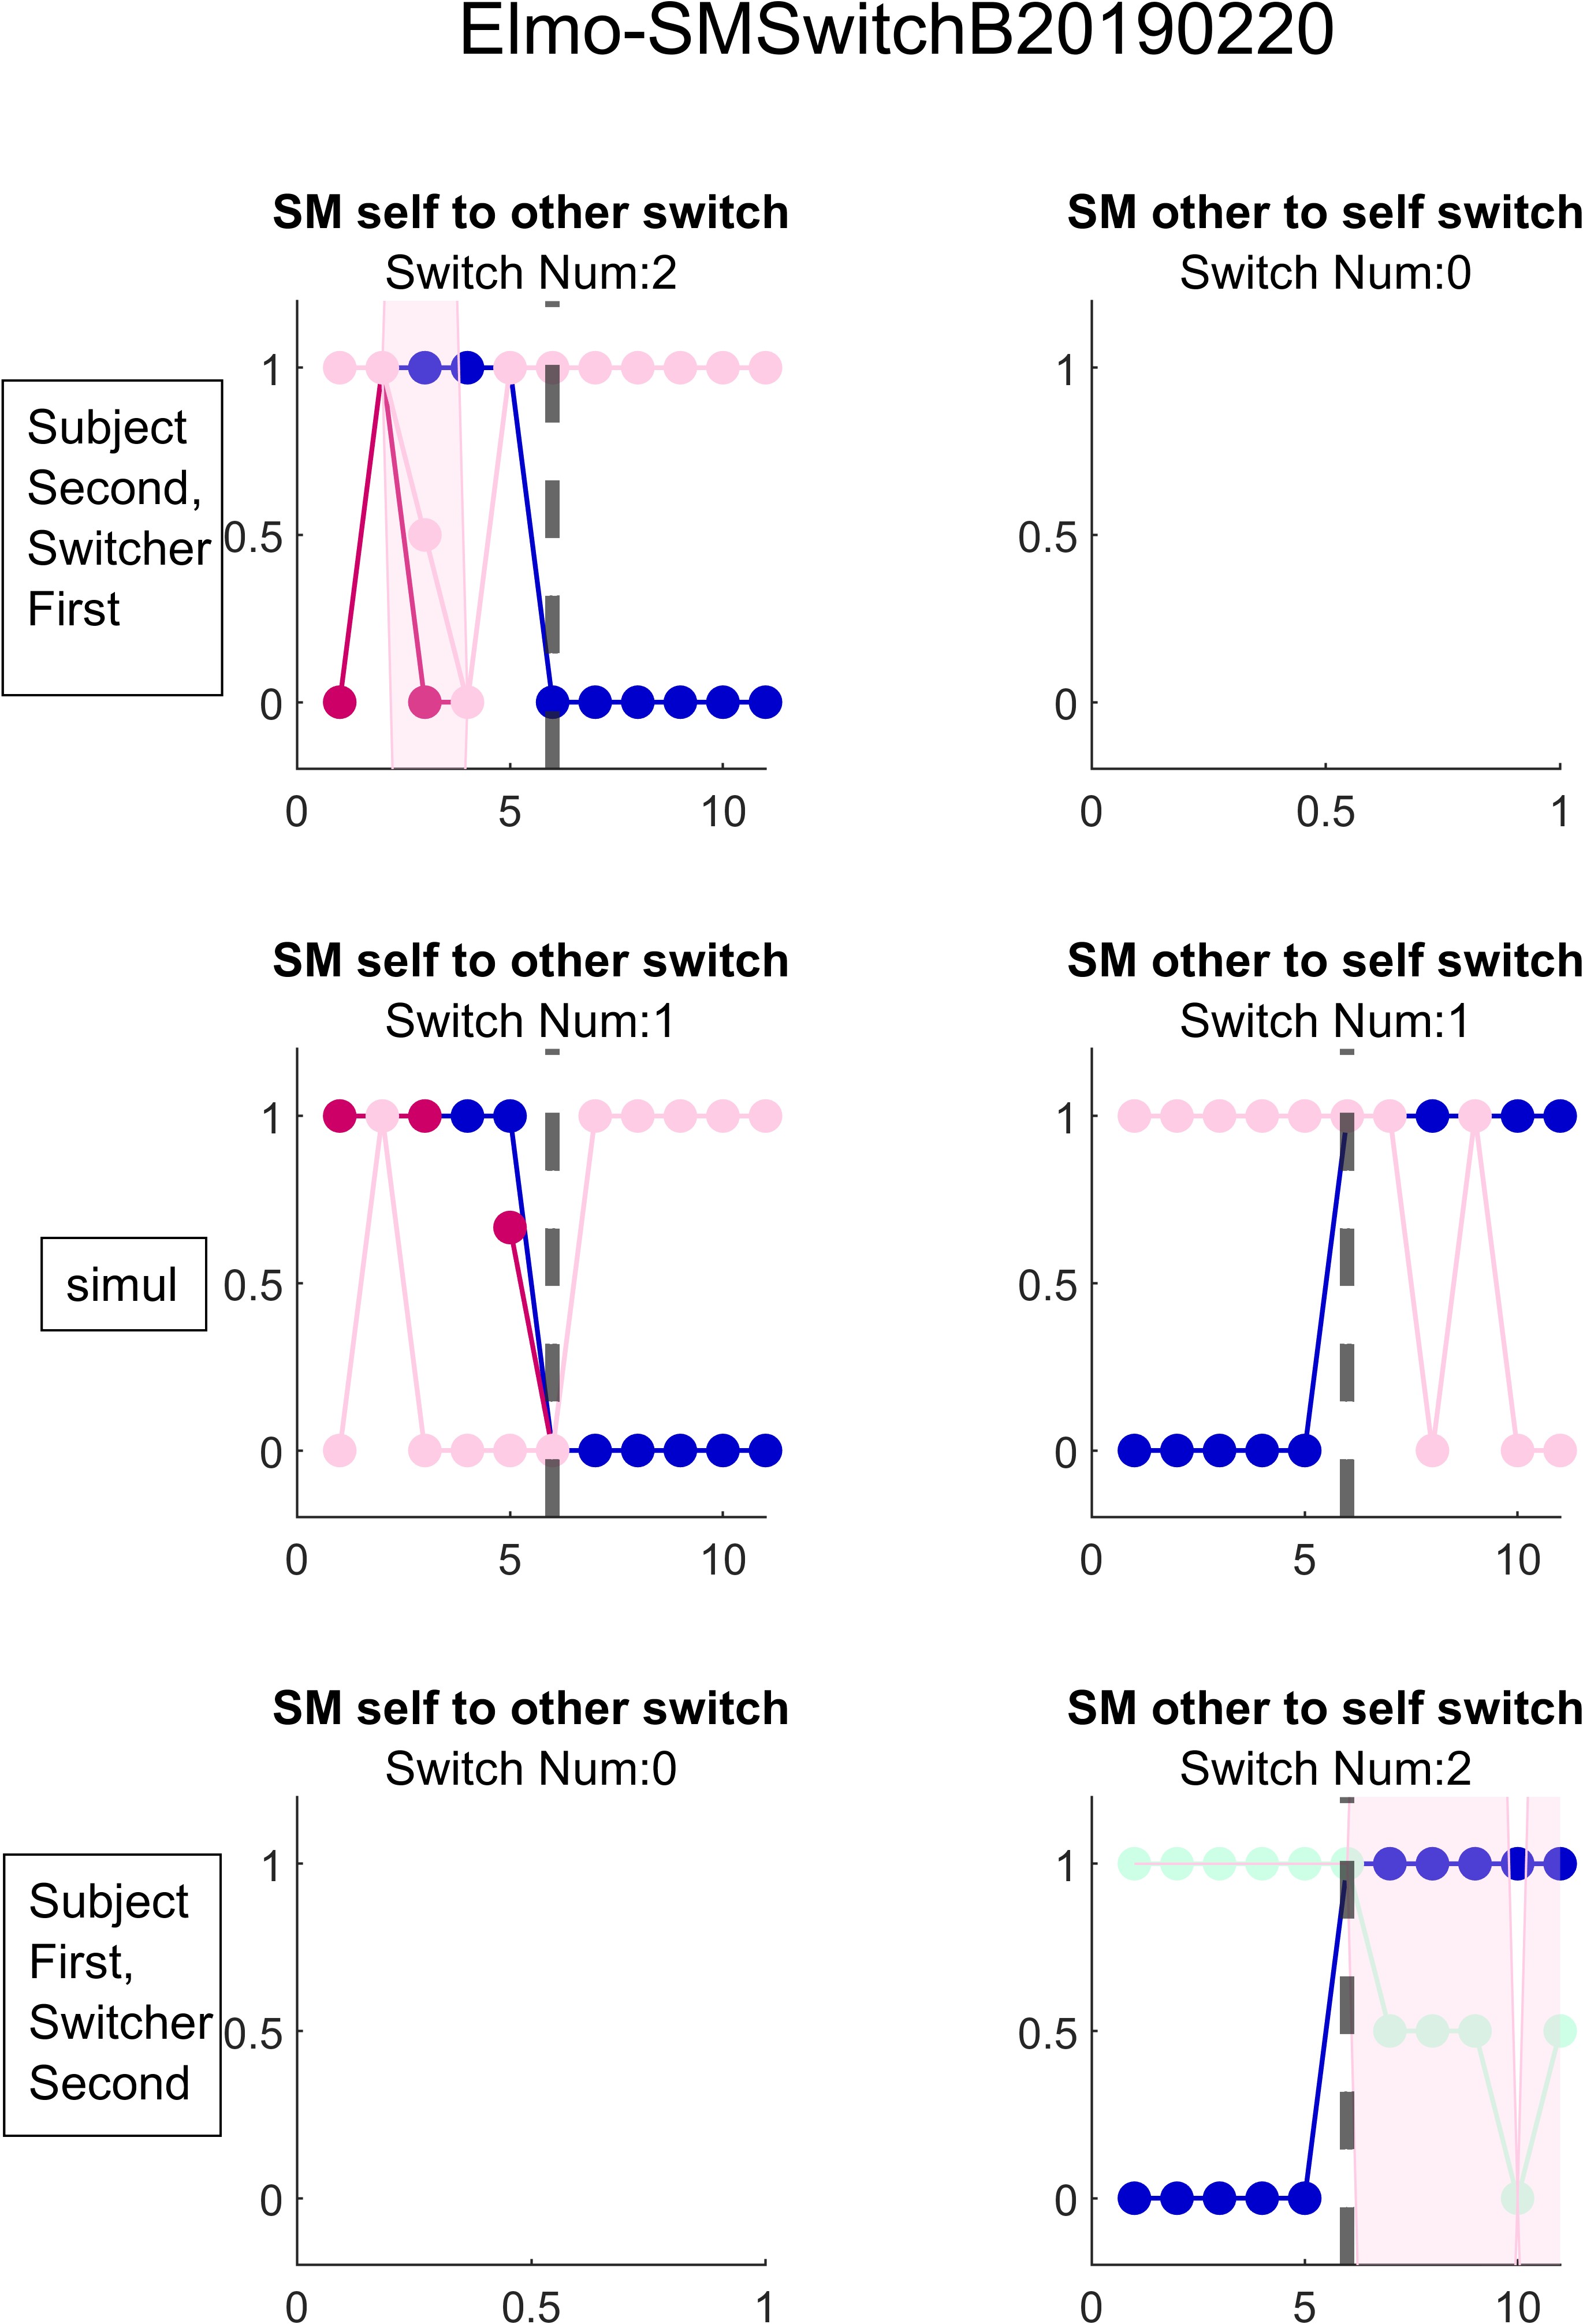 Elmo-SMSwitchB20190220
SM self to other switch
Switch Num:2
1
0.5
0
0
5
10
SM other to self switch
Switch Num:0
1
0.5
0
0
0.5
1
Subject
Second,
Switcher
First
SM self to other switch
Switch Num:1
1
0.5
0
0
5
10
SM other to self switch
Switch Num:1
1
0.5
0
0
5
10
simul
SM self to other switch
Switch Num:0
1
0.5
0
0
0.5
1
SM other to self switch
Switch Num:2
1
0.5
0
0
5
10
Subject
First,
Switcher
Second